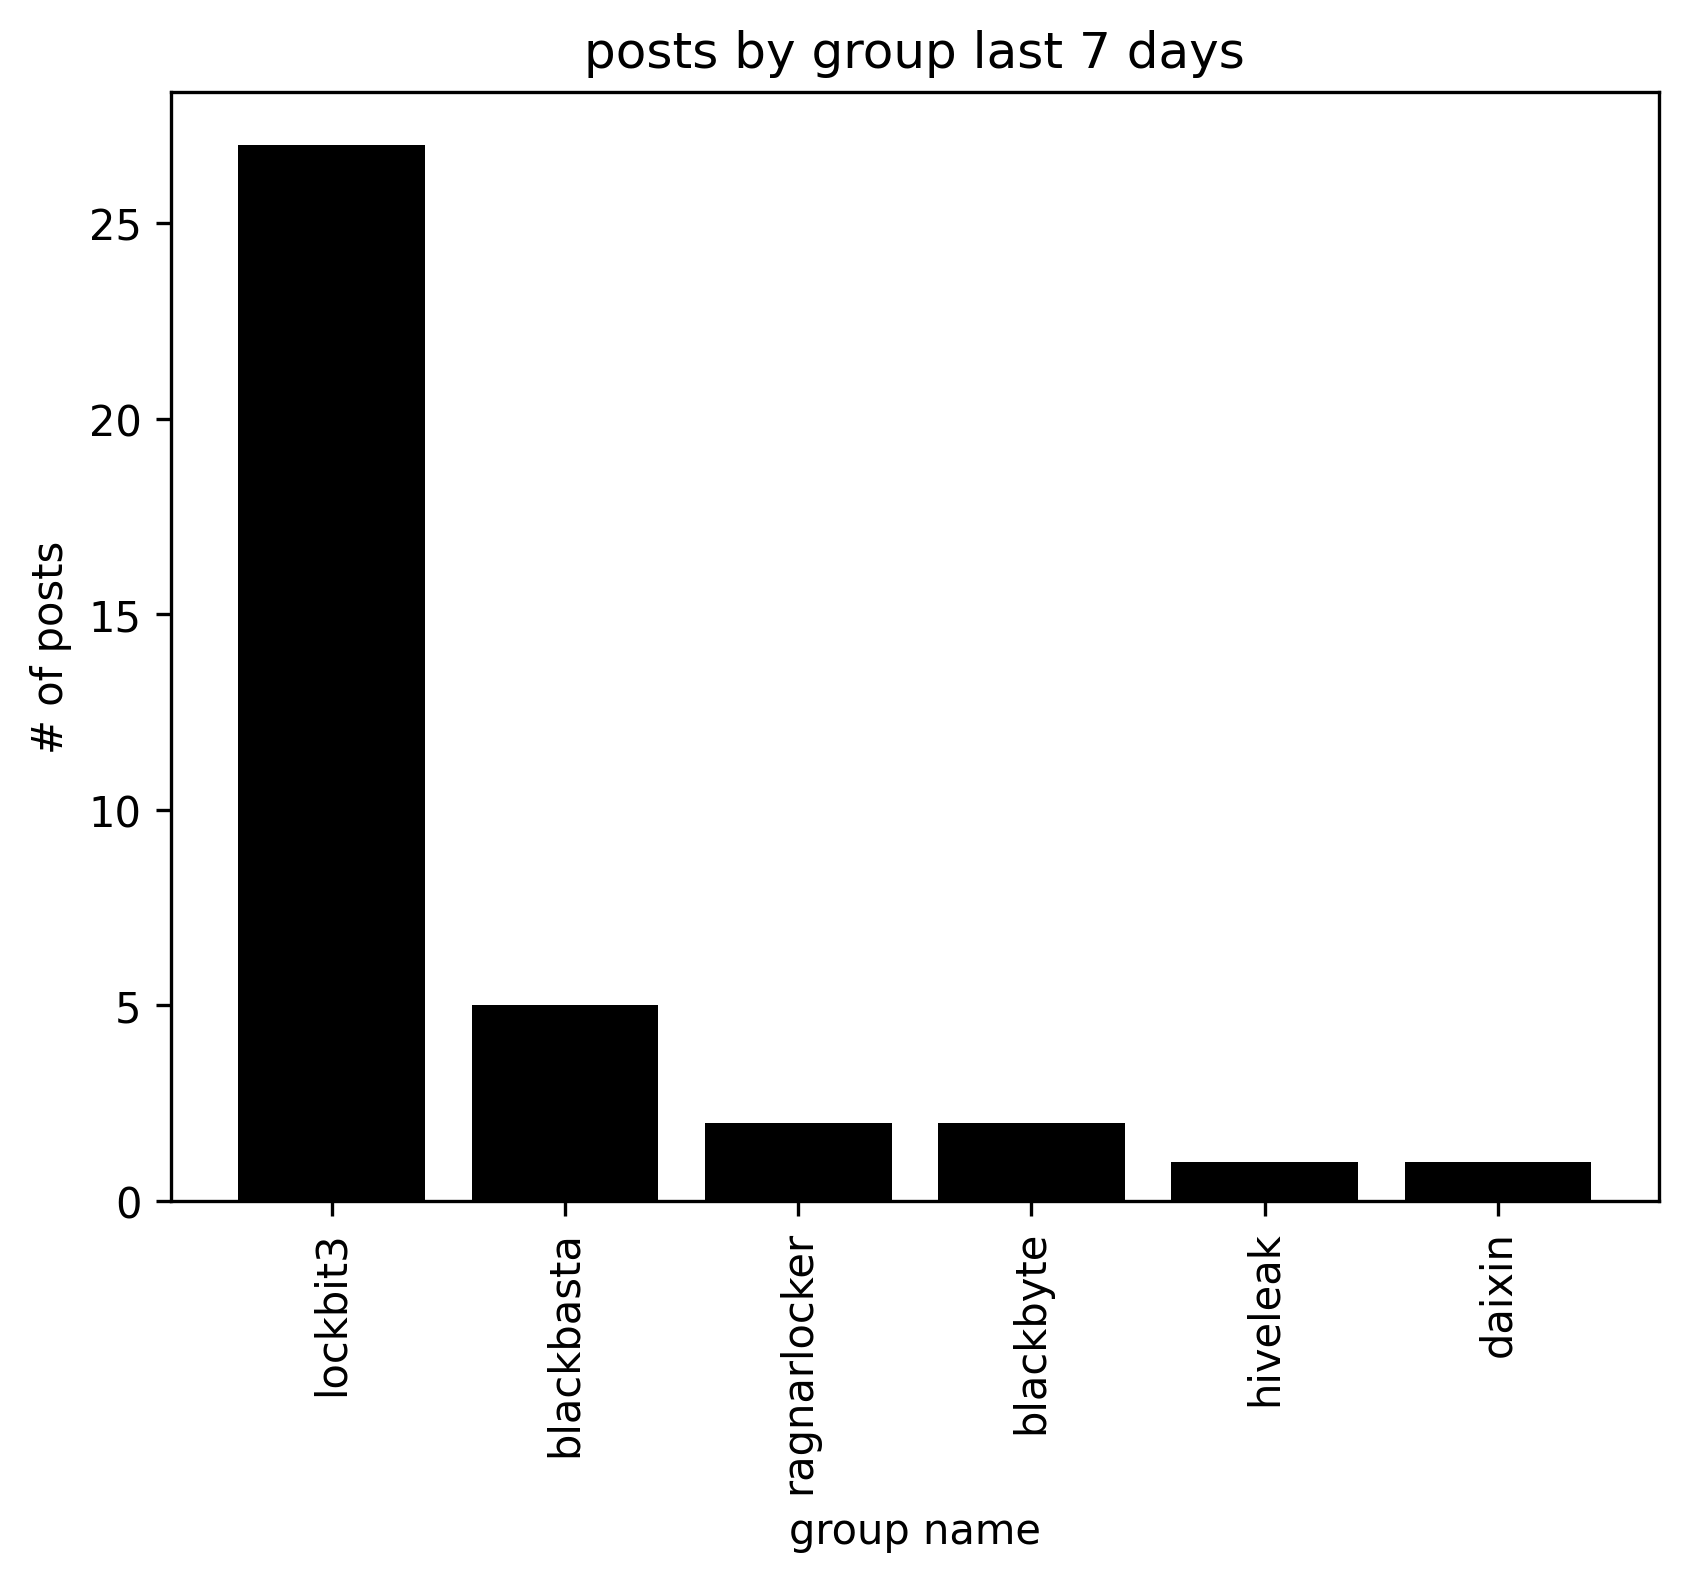 posts by group last 7 days
# of posts
25
20
15
10
5
0
lockbit3
blackbasta
ragnarlocker
blackbyte
hiveleak
daixin
group name